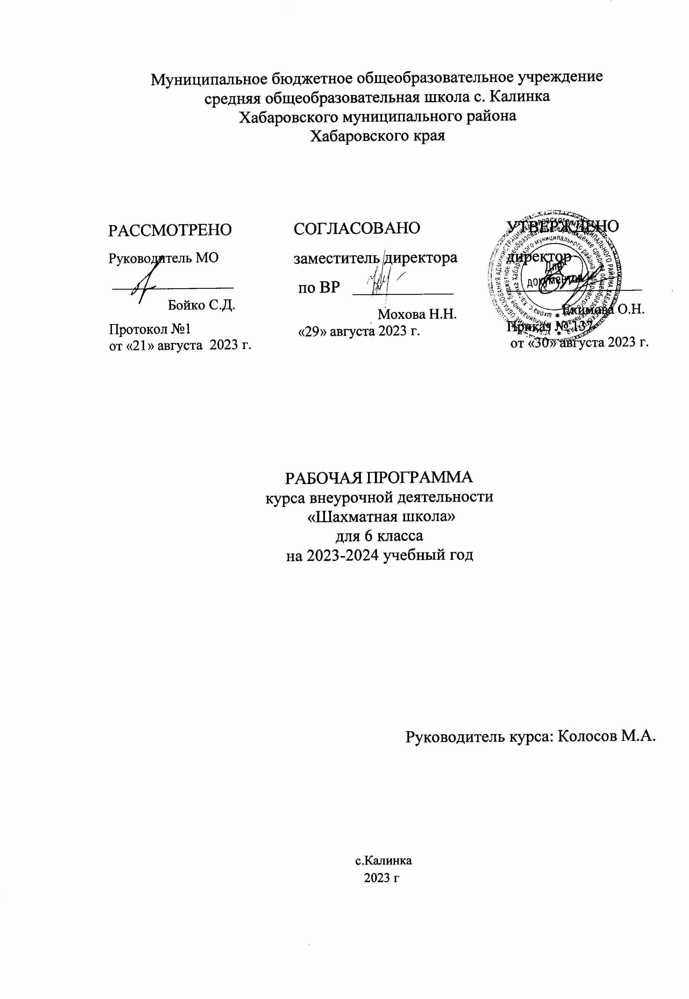 Муниципальное бюджетное общеобразовательное учреждение
средняя общеобразовательная школа с. Калинка
Хабаровского муниципального района
Хабаровского края
РАССМОТРЕНО
Руководитель МО
Бойко С.Д.
Протокол №1
от «21» августа 2023 г.
СОГЛАСОВАНО
заместитель директора
по ВР
Мохова Н.Н.
«29» августа 2023 г.
УТВЕРЖДЕНО
директор
Екимова О.Н.
Приказ № 137
от «30» августа 2023 г.
Для
документов
РАБОЧАЯ ПРОГРАММА
курса внеурочной деятельности
«Шахматная школа»
для 6 класса
на 2023-2024 учебный год
Руководитель курса: Колосов М.А.
с.Калинка
2023 г